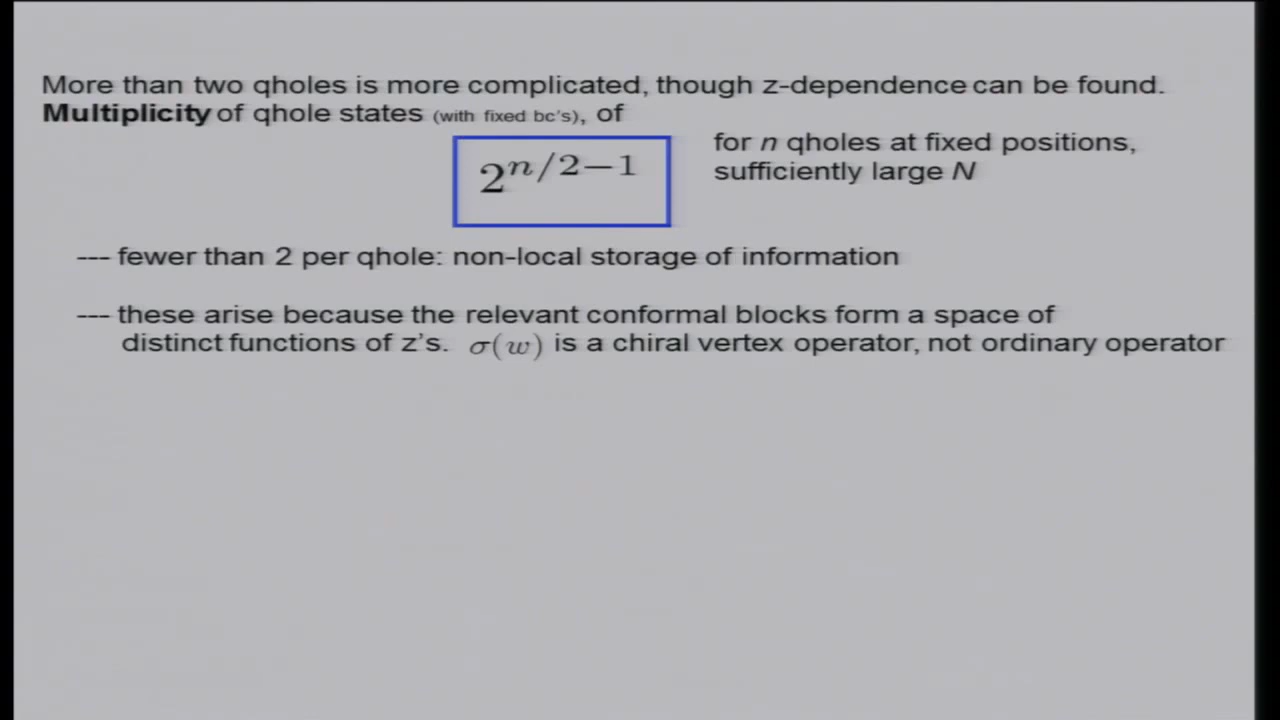 More than two qholes is more complicated, though z-dependence can be found.
Multiplicity of qhole states (with fixed bc's), of
2^{n/2−1}
for n qholes at fixed positions,
sufficiently large N
--- fewer than 2 per qhole: non-local storage of information
--- these arise because the relevant conformal blocks form a space of
distinct functions of z's. σ(w) is a chiral vertex operator, not ordinary operator